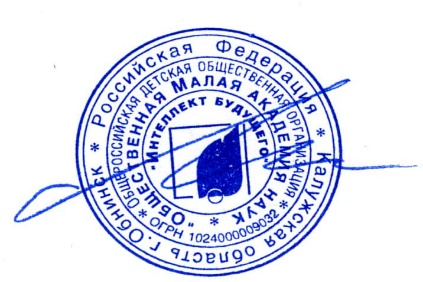 * Российская Федерация * Калужская область г. Обнинск
* ОБЩЕРОССИЙСКАЯ ДЕТСКАЯ ОБЩЕСТВЕННАЯ ОРГАНИЗАЦИЯ * ОГРН 1024000009032
* "ОБЩЕСТВЕННАЯ МАЛАЯ АКАДЕМИЯ НАУК
"ИНТЕЛЛЕКТ БУДУЩЕГО"